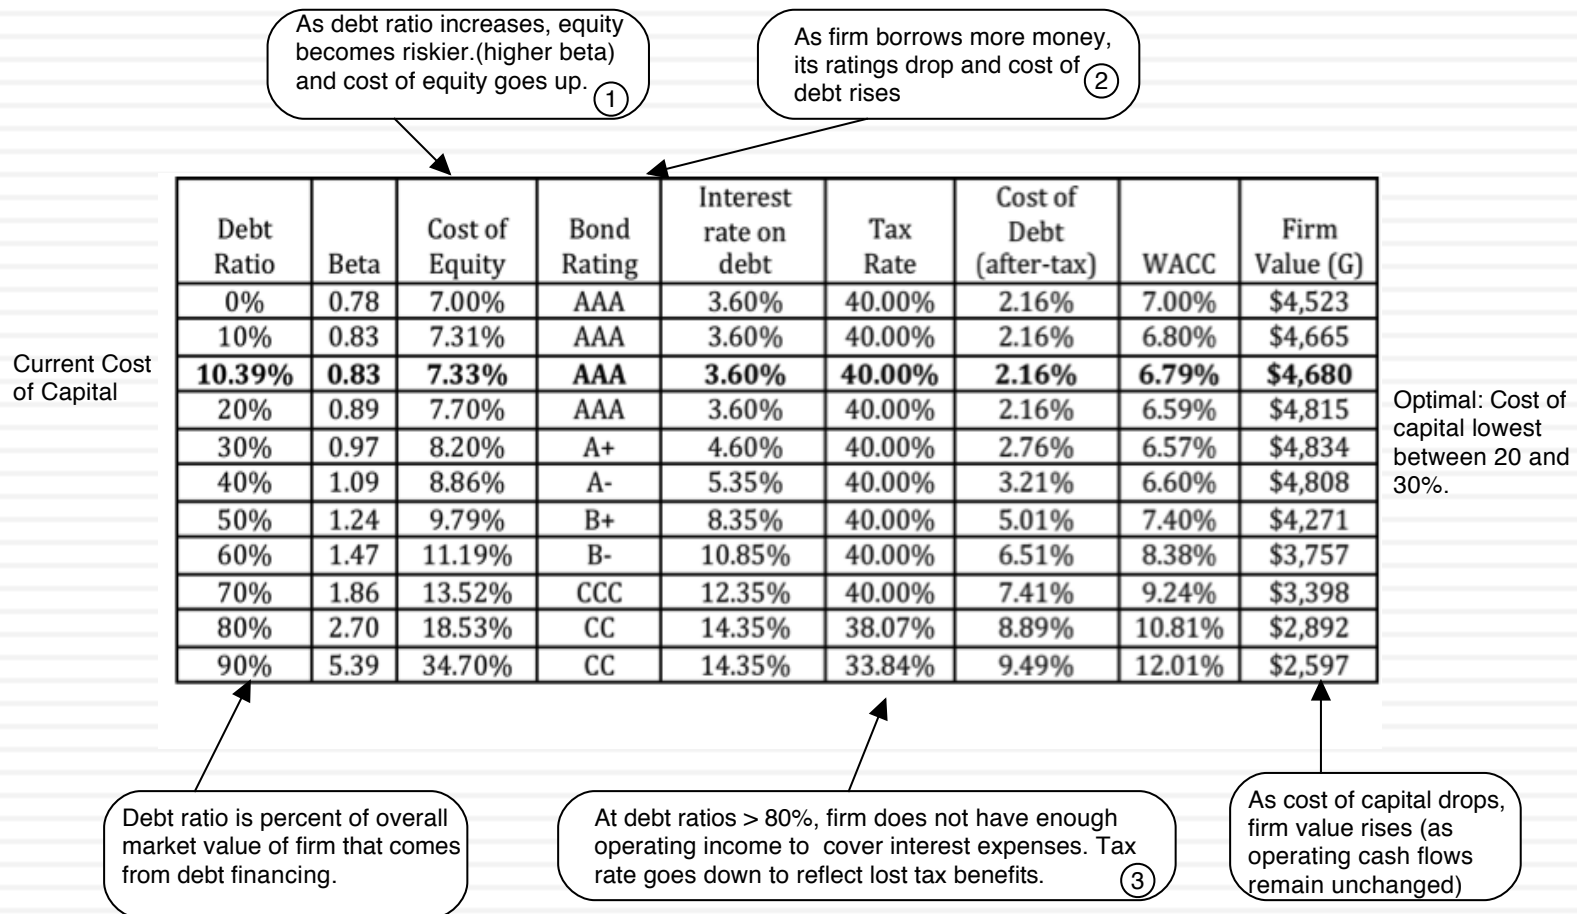 As debt ratio increases, equity
becomes riskier.(higher beta)
and cost of equity goes up.
1
As firm borrows more money,
its ratings drop and cost of
debt rises
2
Debt Ratio Beta Cost of Equity Bond Rating Interest rate on debt Tax Rate Cost of Debt (after-tax) WACC Firm Value (G)
0% 0.78 7.00% AAA 3.60% 40.00% 2.16% 7.00% $4,523
10% 0.83 7.31% AAA 3.60% 40.00% 2.16% 6.80% $4,665
Current Cost
of Capital
10.39% 0.83 7.33% AAA 3.60% 40.00% 2.16% 6.79% $4,680
20% 0.89 7.70% AAA 3.60% 40.00% 2.16% 6.59% $4,815
30% 0.97 8.20% A+ 4.60% 40.00% 2.76% 6.57% $4,834
40% 1.09 8.86% A- 5.35% 40.00% 3.21% 6.60% $4,808
50% 1.24 9.79% B+ 8.35% 40.00% 5.01% 7.40% $4,271
60% 1.47 11.19% B- 10.85% 40.00% 6.51% 8.38% $3,757
70% 1.86 13.52% CCC 12.35% 40.00% 7.41% 9.24% $3,398
80% 2.70 18.53% CC 14.35% 38.07% 8.89% 10.81% $2,892
90% 5.39 34.70% CC 14.35% 33.84% 9.49% 12.01% $2,597
Optimal: Cost of
capital lowest
between 20 and
30%.
Debt ratio is percent of overall
market value of firm that comes
from debt financing.
At debt ratios > 80%, firm does not have enough
operating income to cover interest expenses. Tax
rate goes down to reflect lost tax benefits.
3
As cost of capital drops,
firm value rises (as
operating cash flows
remain unchanged)